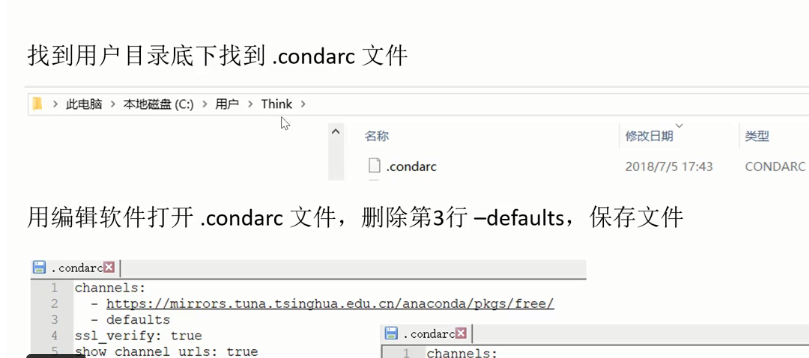 找到用户目录底下找到 .condarc 文件
此电脑 > 本地磁盘 (C:) > 用户 > Think >
名称 修改日期 类型
.condarc 2018/7/5 17:43 CONDARC
用编辑软件打开 .condarc 文件，删除第3行 –defaults，保存文件
.condarc
1 channels:
2 - https://mirrors.tuna.tsinghua.edu.cn/anaconda/pkgs/free/
3 - defaults
4 ssl_verify: true
5 show_channel_urls: true
.condarc
1 channels: